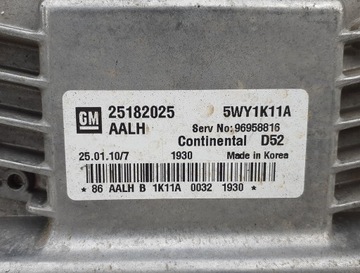 GM 25182025 5WY1K11A
AALH Serv No: 96958816
Continental D52
25.01.10/7 1930 Made in Korea
* 86 AALH B 1K11A 0032 1930 *